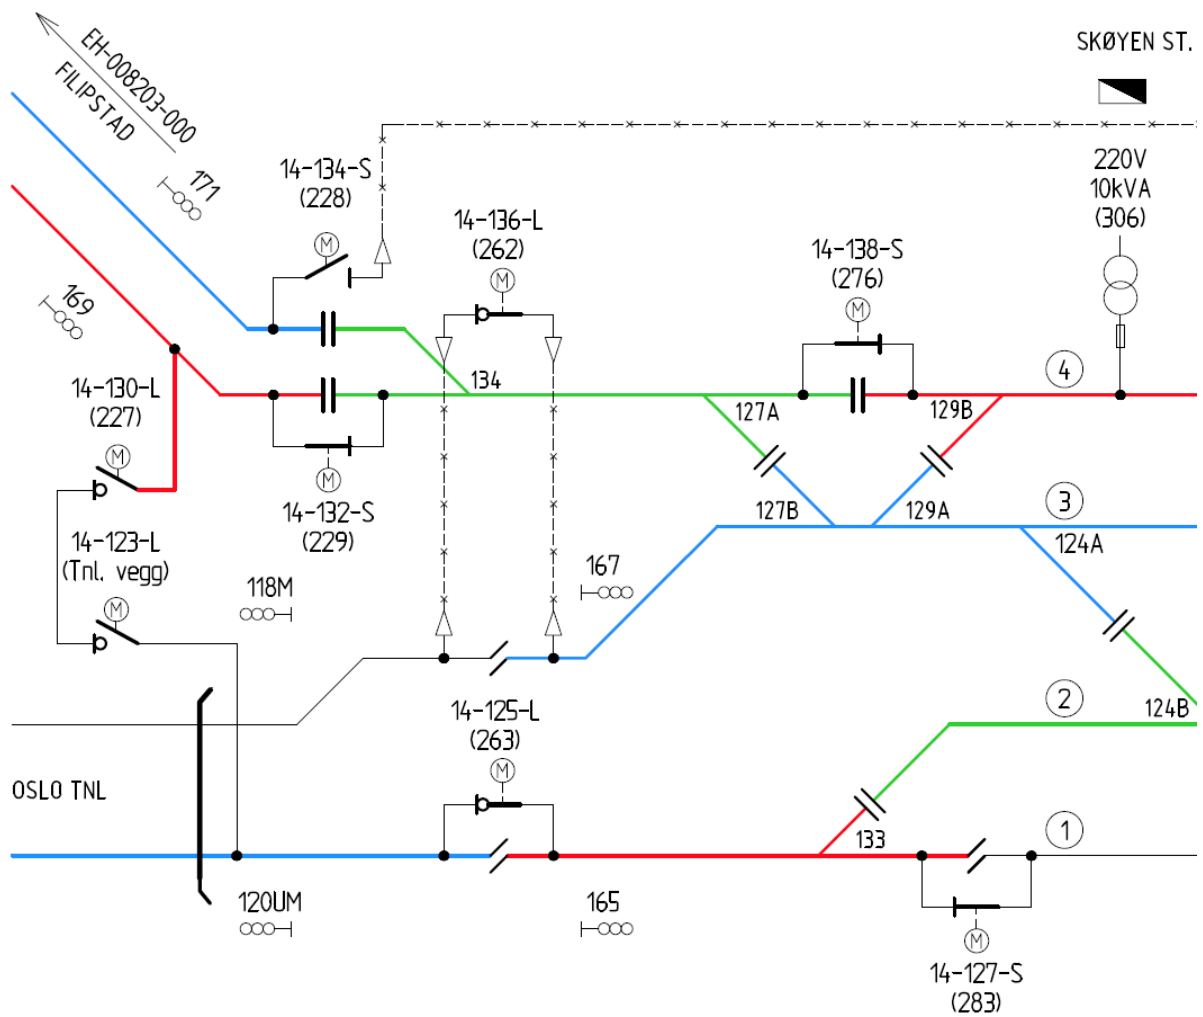 SKØYEN ST.
EH-008203-000
FILIPSTAD
171
14-134-S
(228)
220V
10kVA
(306)
14-136-L
(262)
14-138-S
(276)
M
M
M
169
14-130-L
(227)
134
127A
129B
4
M
M
14-132-S
(229)
127B
129A
3
124A
14-123-L
(Tnl. vegg)
118M
167
M
14-125-L
(263)
2
124B
M
OSLO TNL
133
1
120UM
165
M
14-127-S
(283)